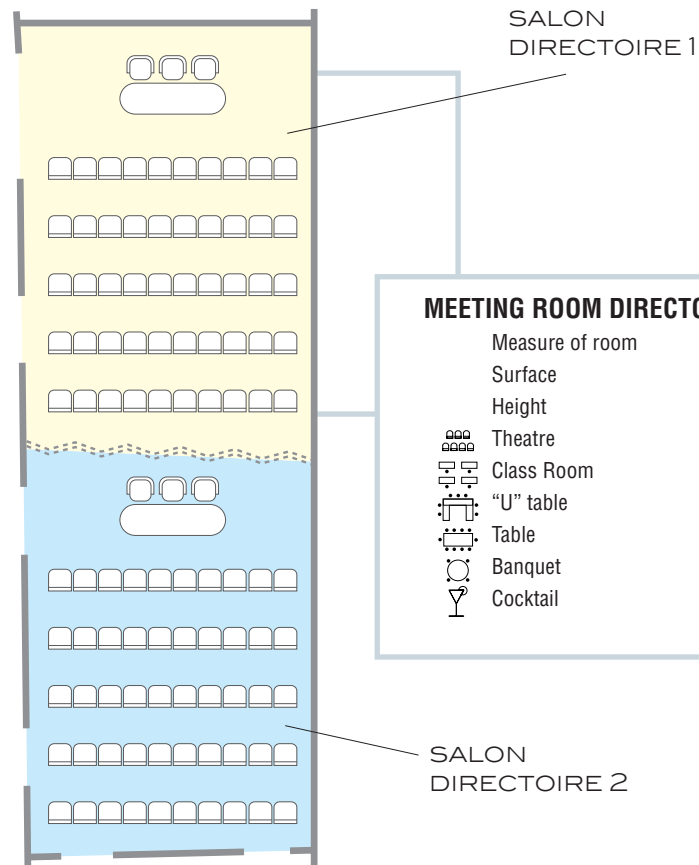 SALON
DIRECTOIRE 1
MEETING ROOM
Measure of room
Surface
Height
Theatre
Class Room
“U” table
Table
Banquet
Cocktail
SALON
DIRECTOIRE 2